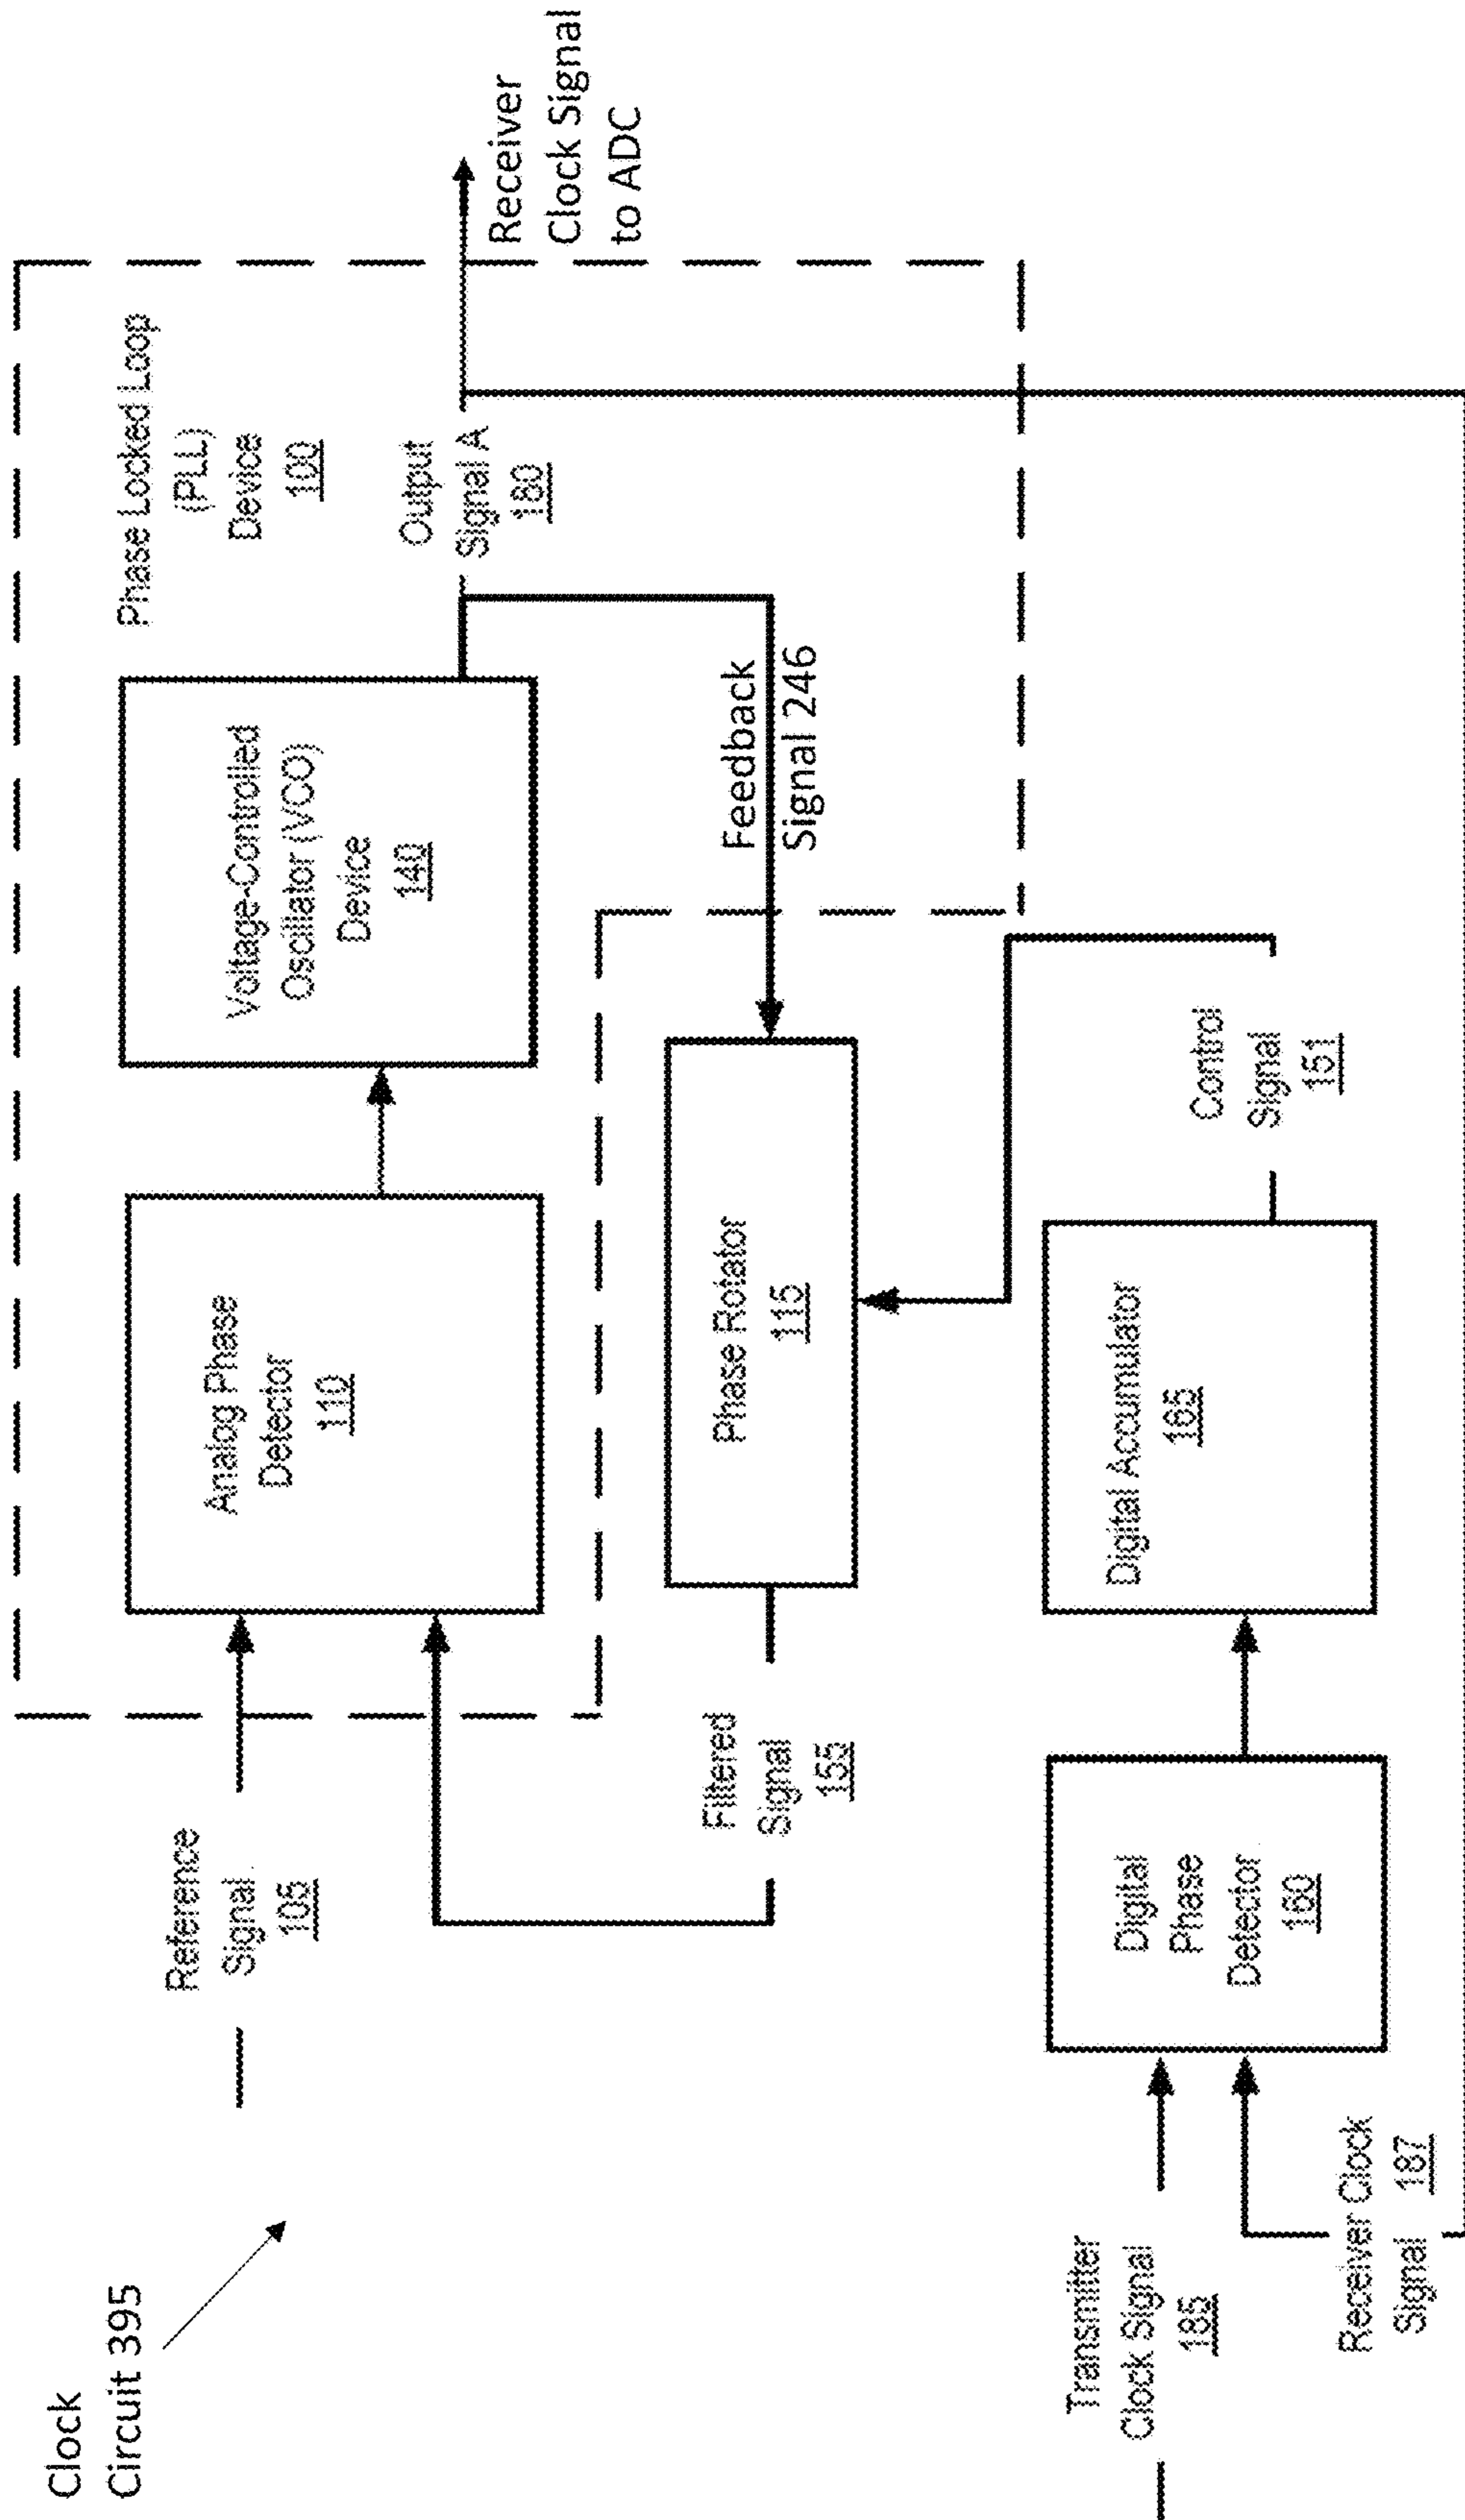 Clock
Circuit 395
Reference
Signal
105
Analog Phase
Detector
110
Voltage-Controlled
Oscillator (VCO)
Device
140
Phase Locked Loop
(PLL)
Device
100
Output
Signal A
180
Receiver
Clock Signal
to ADC
Filtered
Signal
155
Phase Rotator
115
Feedback
Signal 246
Transmitter
Clock Signal
185
Receiver Clock
Signal 187
Digital
Phase
Detector
160
Digital Accumulator
165
Control
Signal
151